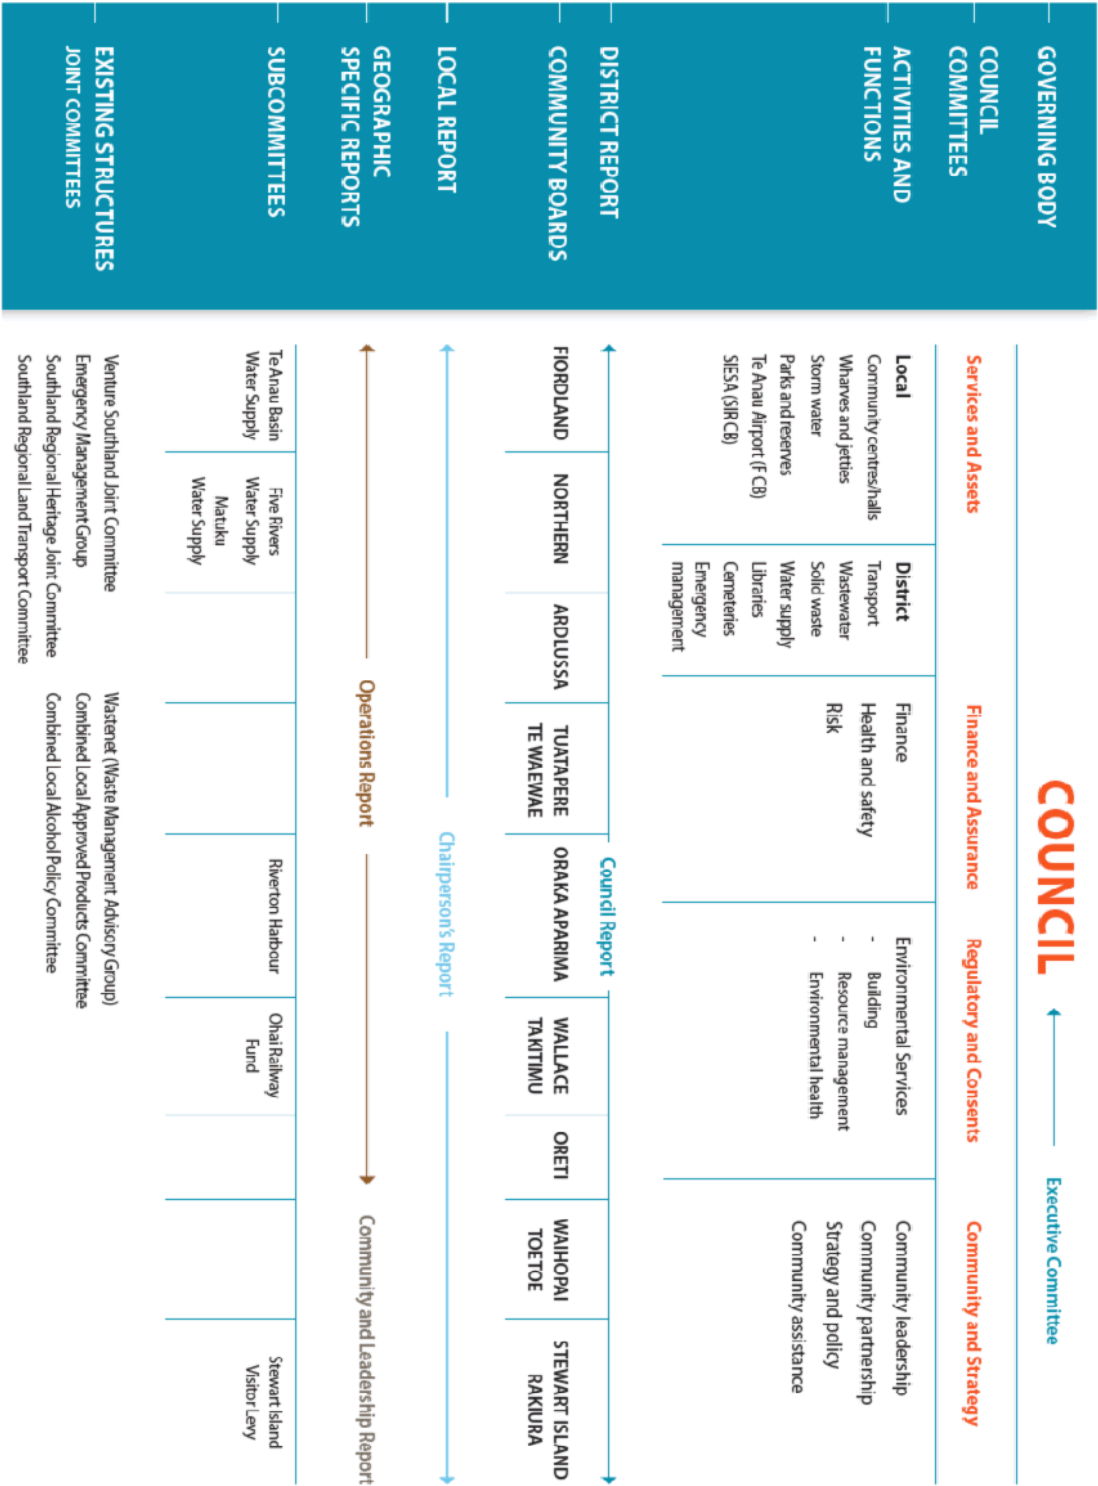 GOVERNING BODY
COUNCIL
Executive Committee
COUNCIL
COMMITTEES
Services and Assets
Finance and Assurance
Regulatory and Consents
Community and Strategy
ACTIVITIES AND
FUNCTIONS
Local
Community centres/halls
Wharves and jetties
Storm water
Parks and reserves
Te Anau Airport (FCB)
SIESA (SIRCB)
District
Transport
Wastewater
Solid waste
Water supply
Libraries
Cemeteries
Emergency
management
Finance
Health and safety
Risk
Environmental Services
- Building
- Resource management
- Environmental health
Community leadership
Community partnership
Strategy and policy
Community assistance
DISTRICT REPORT
Council Report
COMMUNITY BOARDS
FIORDLAND
NORTHERN
ARDLUSSA
TUATAPERE
TE WAEWAE
ORAKA APARIMA
WALLACE
TAKITIMU
ORETI
WAIHOPAI
TOETOE
STEWART ISLAND
RAKIURA
LOCAL REPORT
Chairperson's Report
GEOGRAPHIC
SPECIFIC REPORTS
Operations Report
Community and Leadership Report
SUBCOMMITTEES
Te Anau Basin
Water Supply
Five Rivers
Water Supply
Matuku
Water Supply
Riverton Harbour
Ohai Railway
Fund
Stewart Island
Visitor Levy
EXISTING STRUCTURES
JOINT COMMITTEES
Venture Southland Joint Committee
Emergency Management Group
Southland Regional Heritage Joint Committee
Southland Regional Land Transport Committee
Wastenet (Waste Management Advisory Group)
Combined Local Approved Products Committee
Combined Local Alcohol Policy Committee